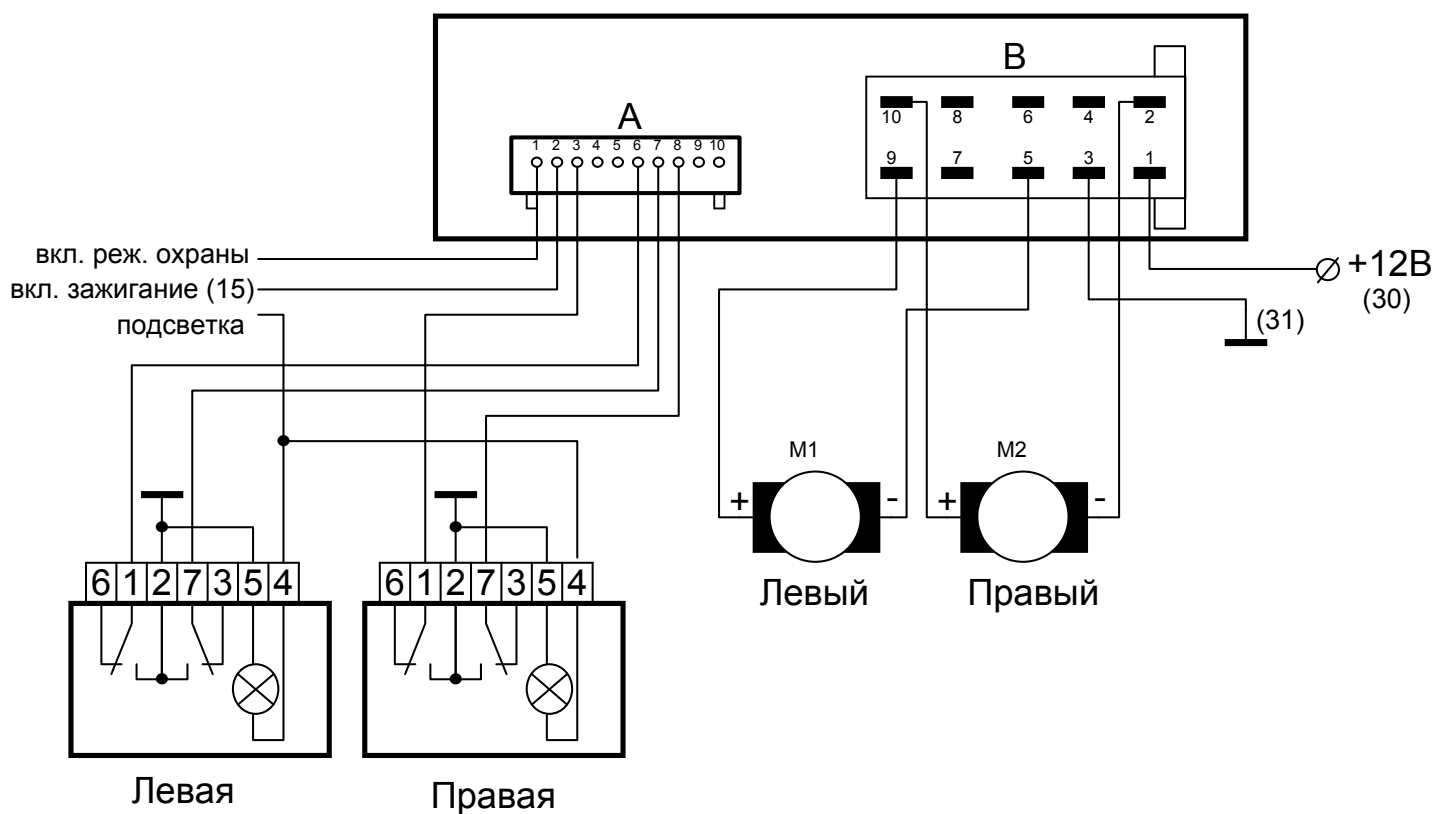 B
10 8 6 4 2
A
1 2 3 4 5 6 7 8 9 10
9 7 5 3 1
вкл. реж. охраны
+12В
вкл. зажигание (15)
(30)
подсветка
(31)
M1
M2
+ - + -
6 1 2 7 3 5 4
6 1 2 7 3 5 4
Левый
Правый
Левая
Правая